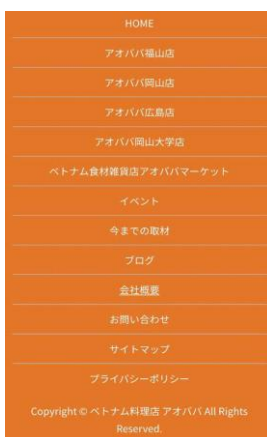 HOME
アオババ福山店
アオババ岡山店
アオババ広島店
アオババ岡山大学店
ベトナム食材雑貨店アオババマーケット
イベント
今までの取材
ブログ
会社概要
お問い合わせ
サイトマップ
プライバシーポリシー
Copyright © ベトナム料理店 アオババ All Rights
Reserved.